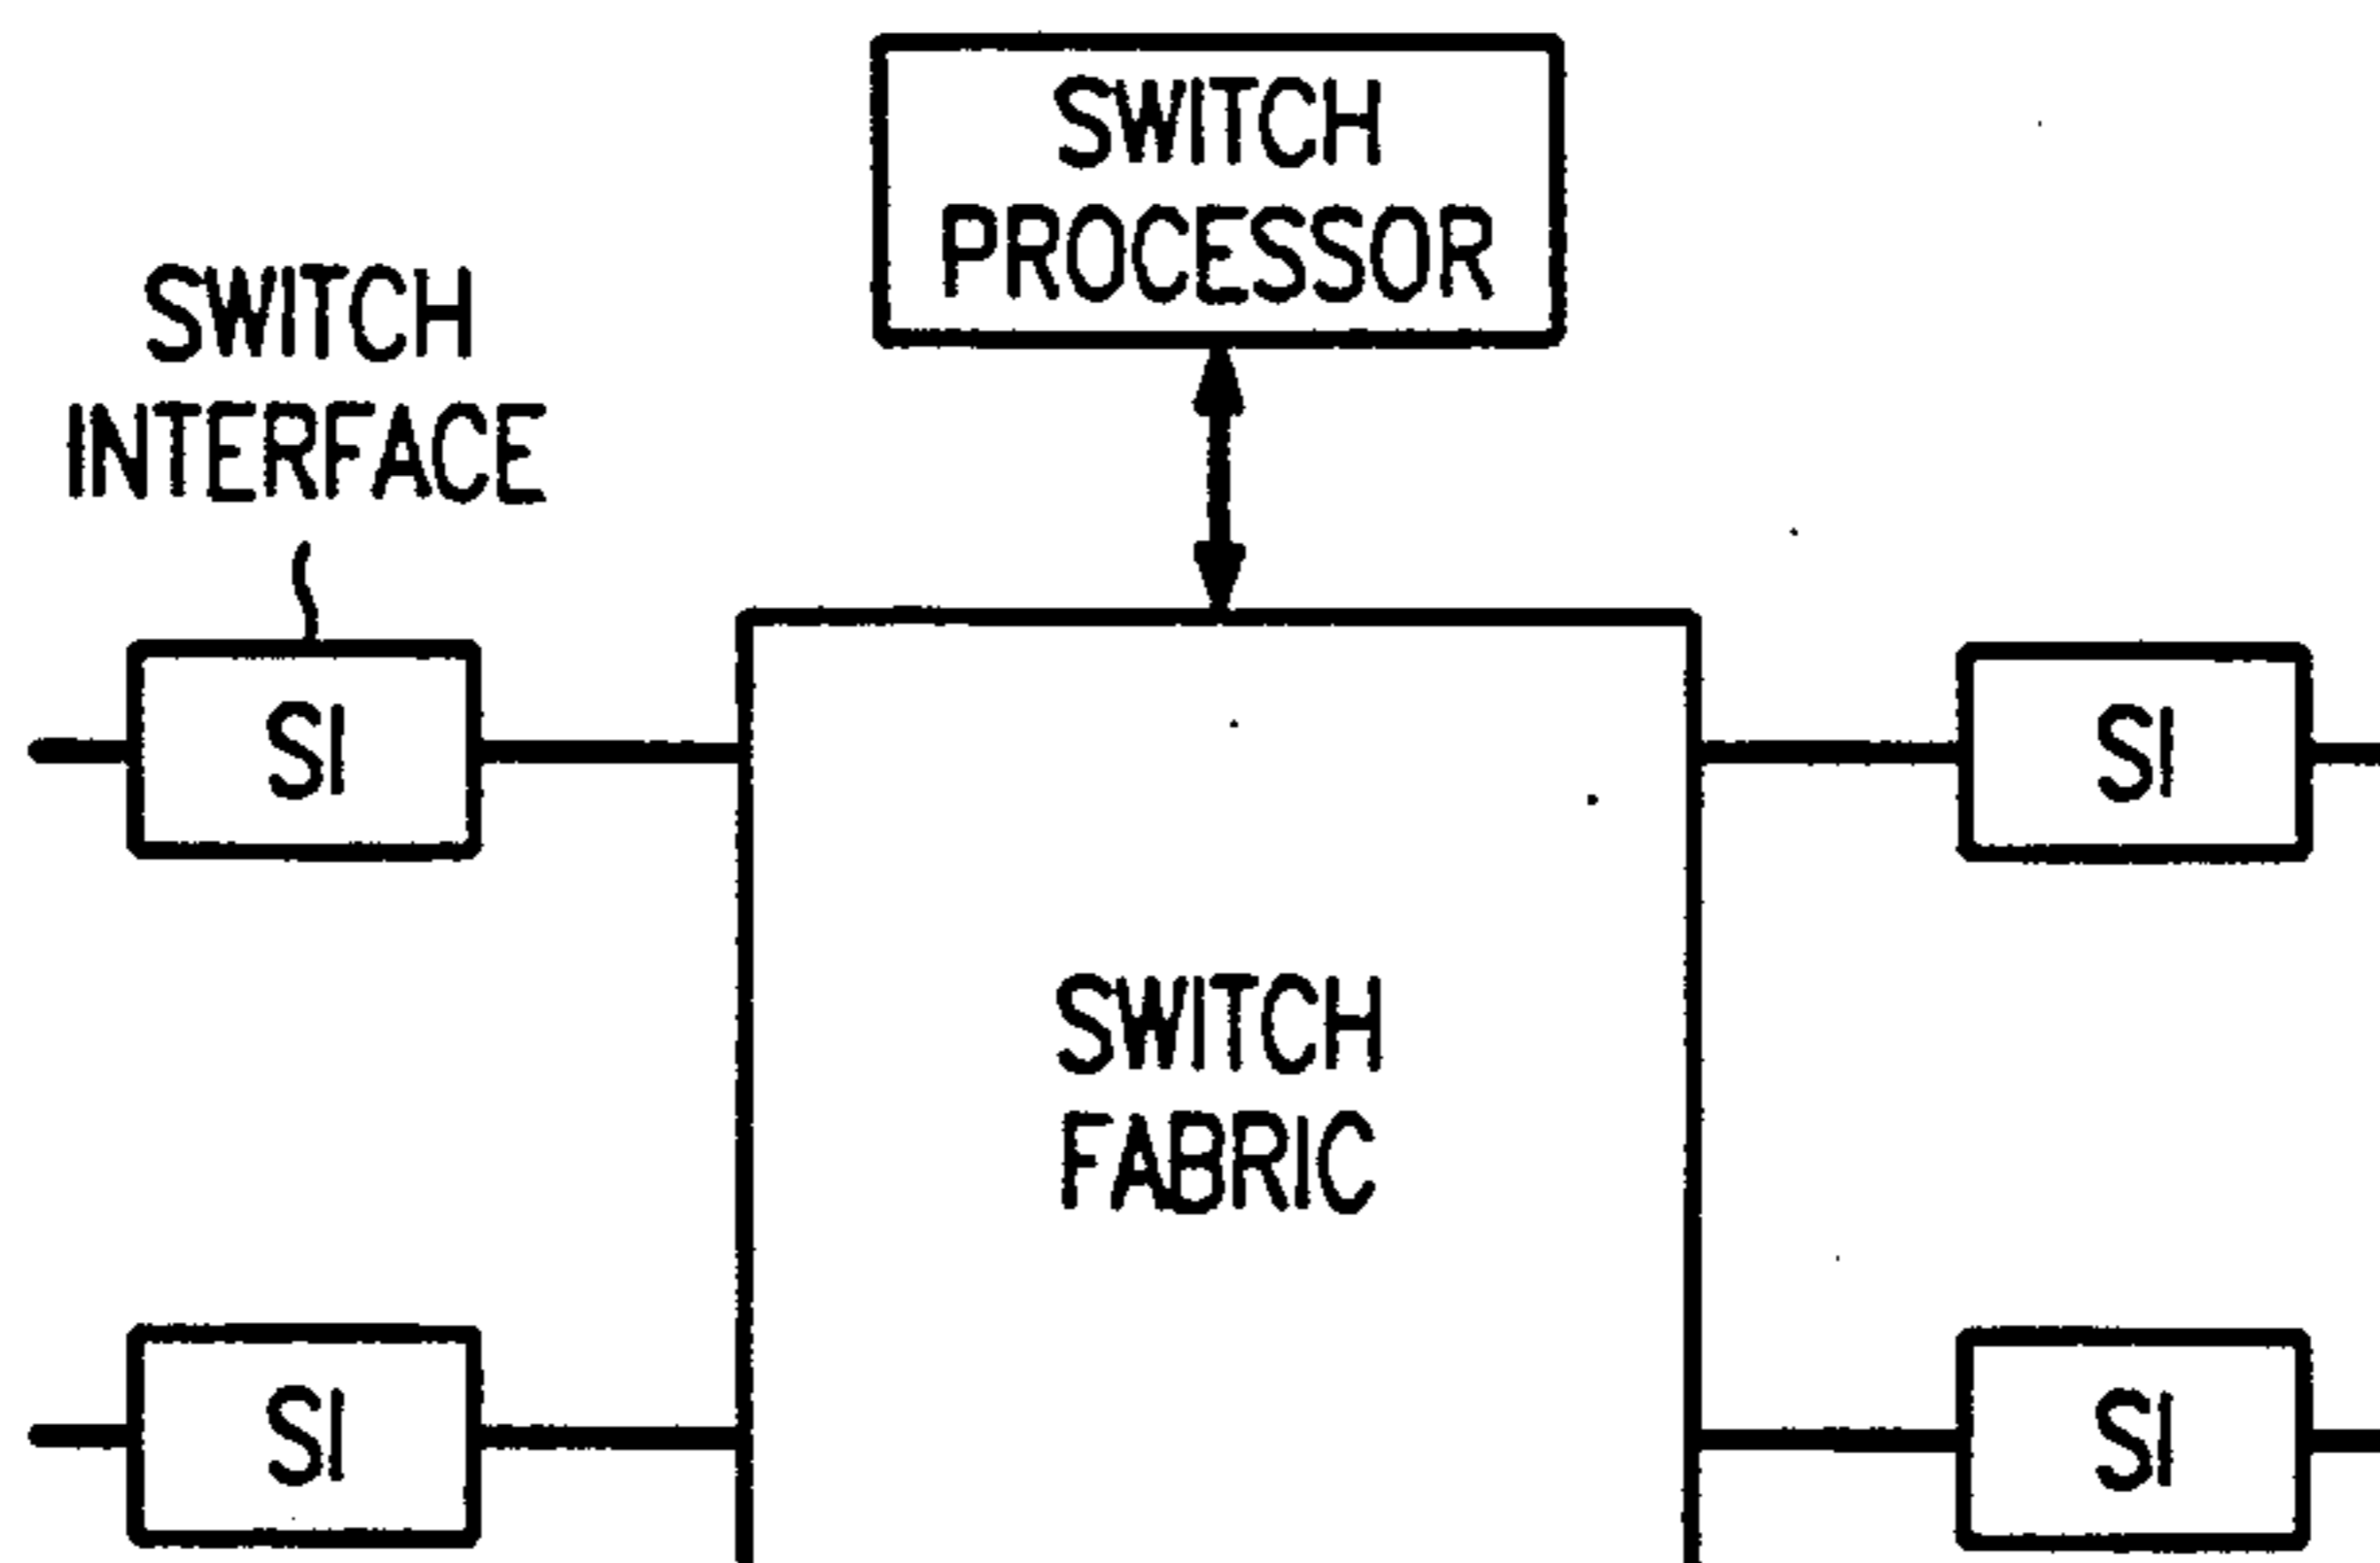 SWITCH
PROCESSOR
SWITCH
INTERFACE
SI
SI
SWITCH
FABRIC
SI
SI